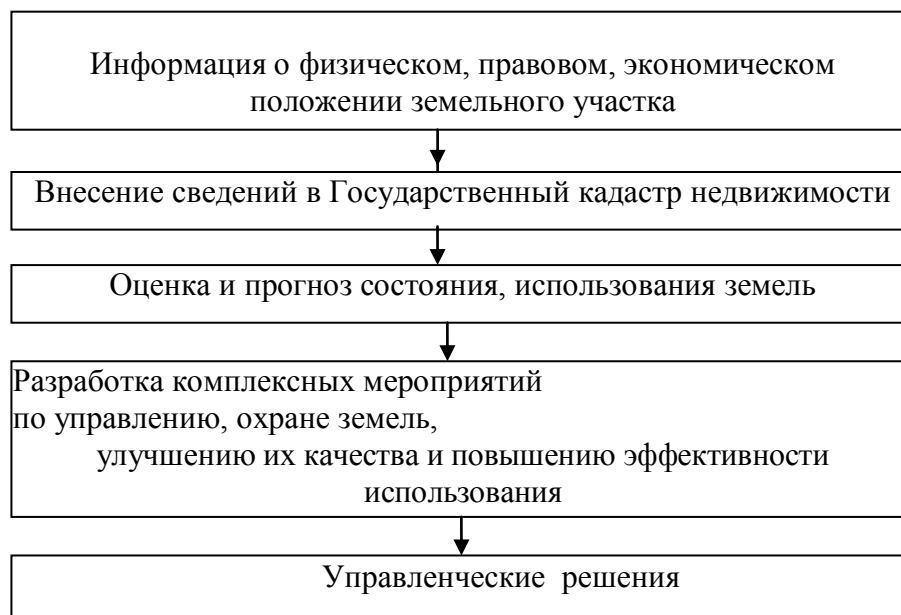 Информация о физическом, правовом, экономическом
положении земельного участка
Внесение сведений в Государственный кадастр недвижимости
Оценка и прогноз состояния, использования земель
Разработка комплексных мероприятий
по управлению, охране земель,
улучшению их качества и повышению эффективности
использования
Управленческие решения